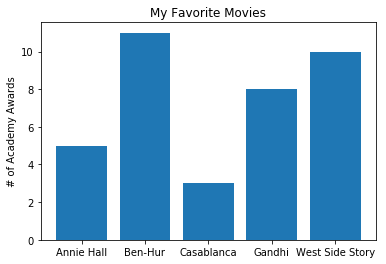 My Favorite Movies
# of Academy Awards
10
8
6
4
2
0
Annie Hall Ben-Hur Casablanca Gandhi West Side Story